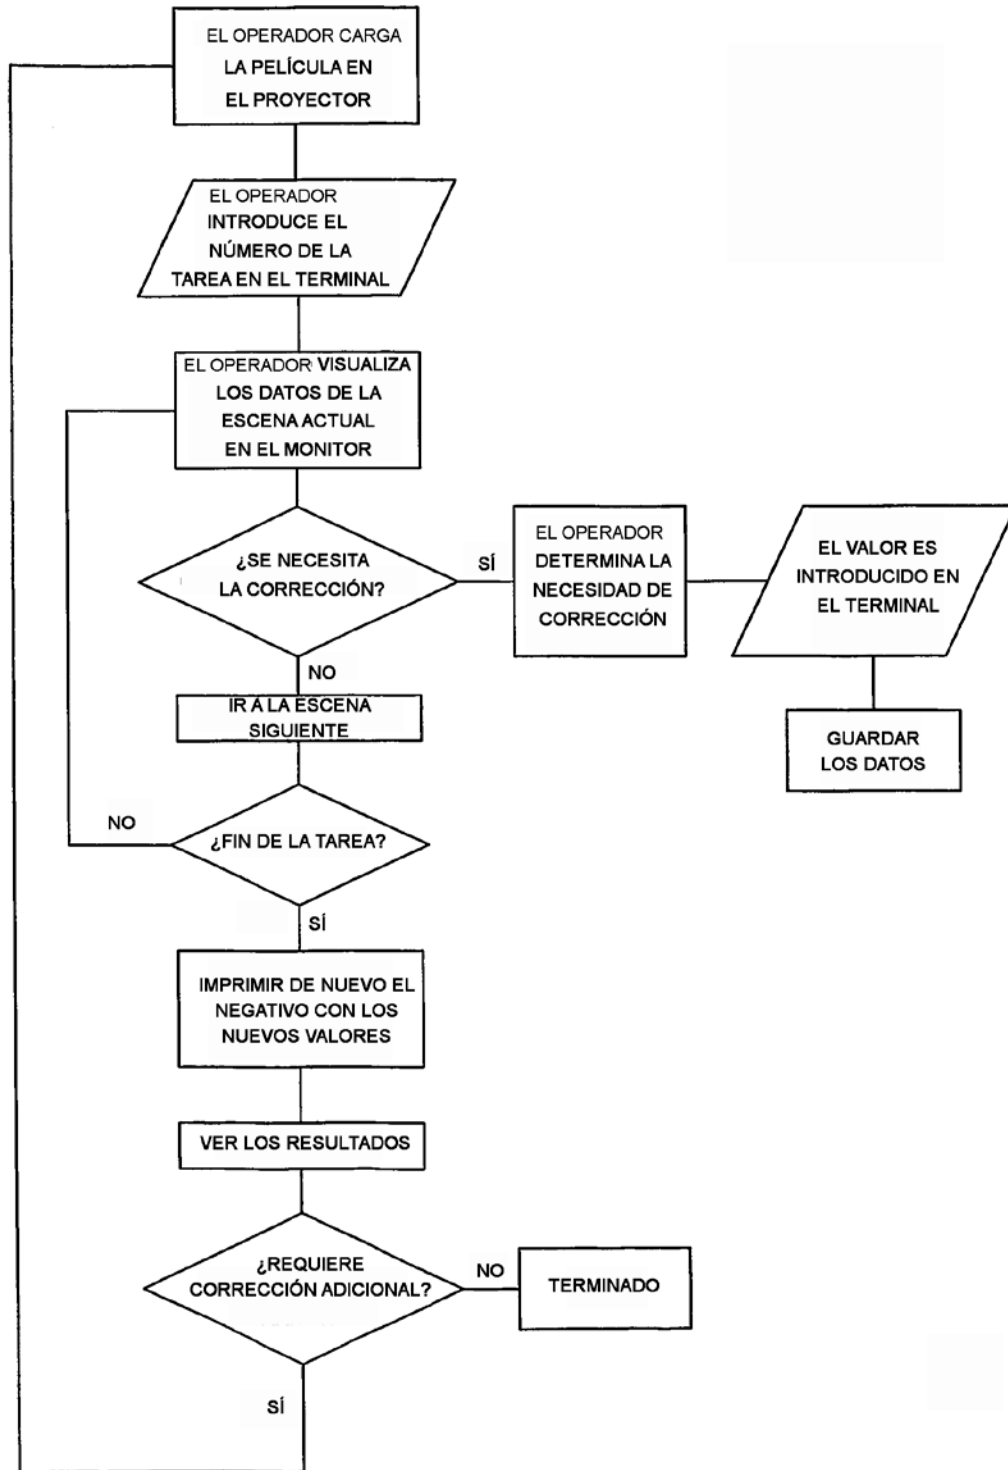 EL OPERADOR CARGA
LA PELÍCULA EN
EL PROYECTOR
EL OPERADOR
INTRODUCE EL
NÚMERO DE LA
TAREA EN EL TERMINAL
EL OPERADOR VISUALIZA
LOS DATOS DE LA
ESCENA ACTUAL
EN EL MONITOR
¿SE NECESITA
LA CORRECCIÓN?
SÍ
EL OPERADOR
DETERMINA LA
NECESIDAD DE
CORRECCIÓN
EL VALOR ES
INTRODUCIDO EN
EL TERMINAL
GUARDAR
LOS DATOS
NO
IR A LA ESCENA
SIGUIENTE
¿FIN DE LA TAREA?
NO
SÍ
IMPRIMIR DE NUEVO EL
NEGATIVO CON LOS
NUEVOS VALORES
VER LOS RESULTADOS
¿REQUIERE
CORRECCIÓN ADICIONAL?
NO
TERMINADO
SÍ